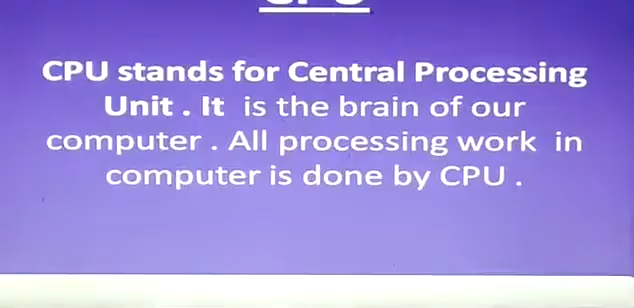 CPU
CPU stands for Central Processing
Unit . It is the brain of our
computer . All processing work in
computer is done by CPU .